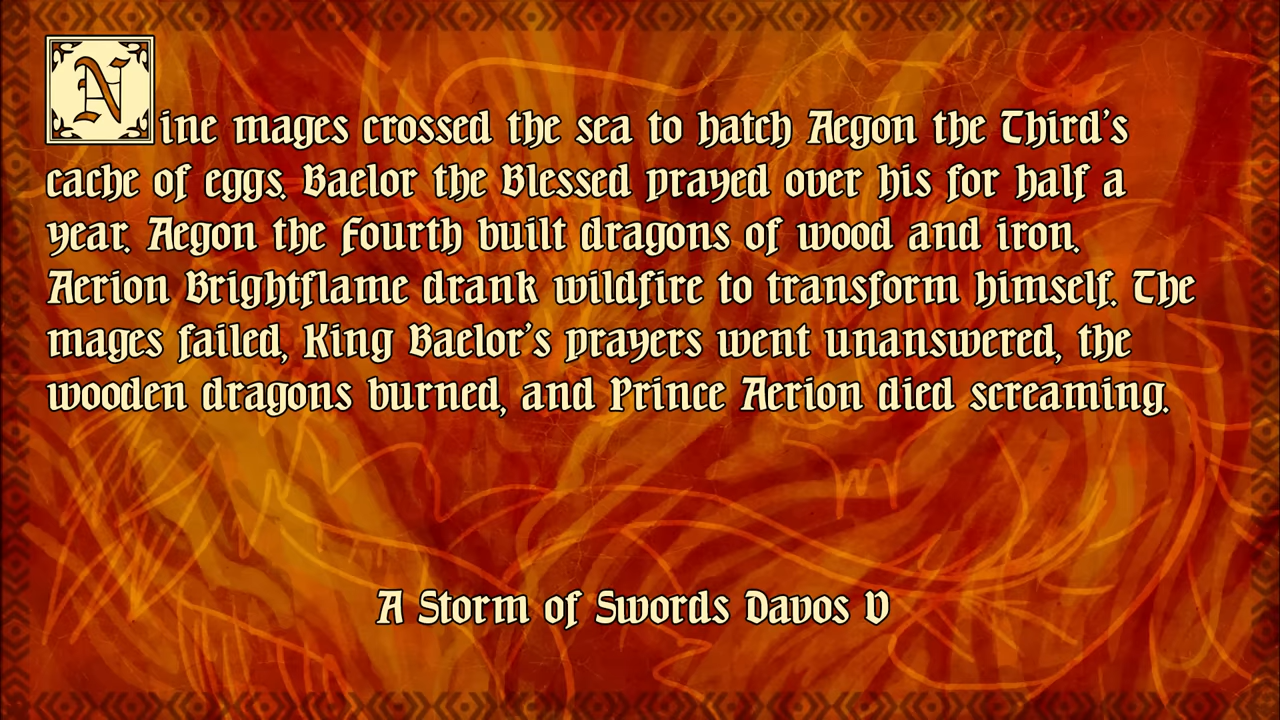 Nine mages crossed the sea to hatch Aegon the Third's
cache of eggs. Baelor the Blessed prayed over his for half a
year. Aegon the Fourth built dragons of wood and iron.
Aerion Brightflame drank wildfire to transform himself. The
mages failed, King Baelor's prayers went unanswered, the
wooden dragons burned, and Prince Aerion died screaming.
A Storm of Swords Davos V